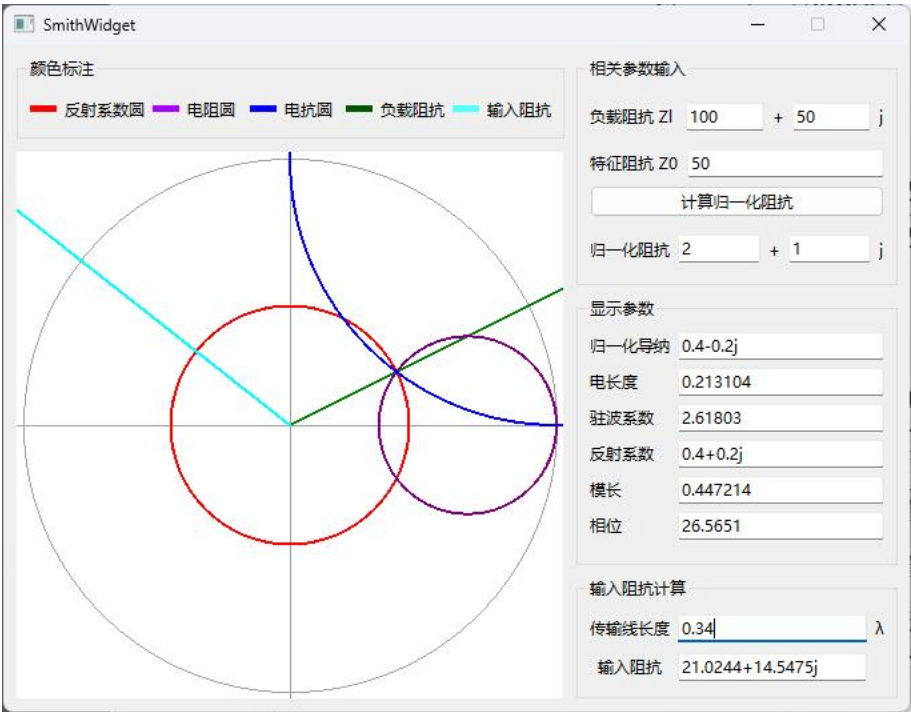 SmithWidget
颜色标注
反射系数圆 电阻圆 电抗圆 负载阻抗 输入阻抗
相关参数输入
负载阻抗 Zl 100 + 50 j
特征阻抗 Z0 50
计算归一化阻抗
归一化阻抗 2 + 1 j
显示参数
归一化导纳 0.4-0.2j
电长度 0.213104
驻波系数 2.61803
反射系数 0.4+0.2j
模长 0.447214
相位 26.5651
输入阻抗计算
传输线长度 0.34 λ
输入阻抗 21.0244+14.5475j